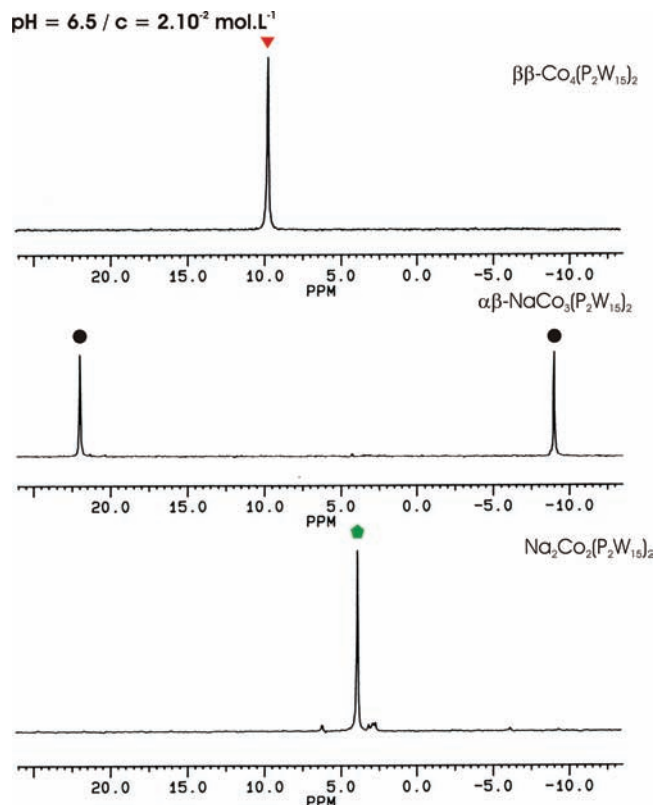 pH = 6.5 / c = 2.10⁻² mol.L⁻¹
ββ-Co₄(P₂W₁₅)₂
20.0 15.0 10.0 5.0 0.0 -5.0 -10.0
PPM
αβ-NaCo₃(P₂W₁₅)₂
20.0 15.0 10.0 5.0 0.0 -5.0 -10.0
PPM
Na₂Co₂(P₂W₁₅)₂
20.0 15.0 10.0 5.0 0.0 -5.0 -10.0
PPM